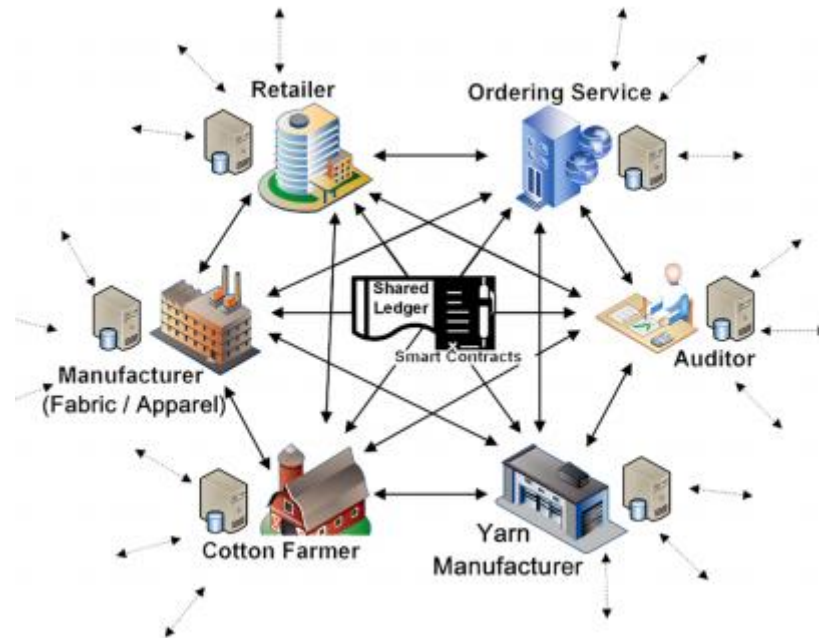 Retailer
Ordering Service
Shared
Ledger
Smart Contracts
Manufacturer
(Fabric / Apparel)
Auditor
Cotton Farmer
Yarn
Manufacturer